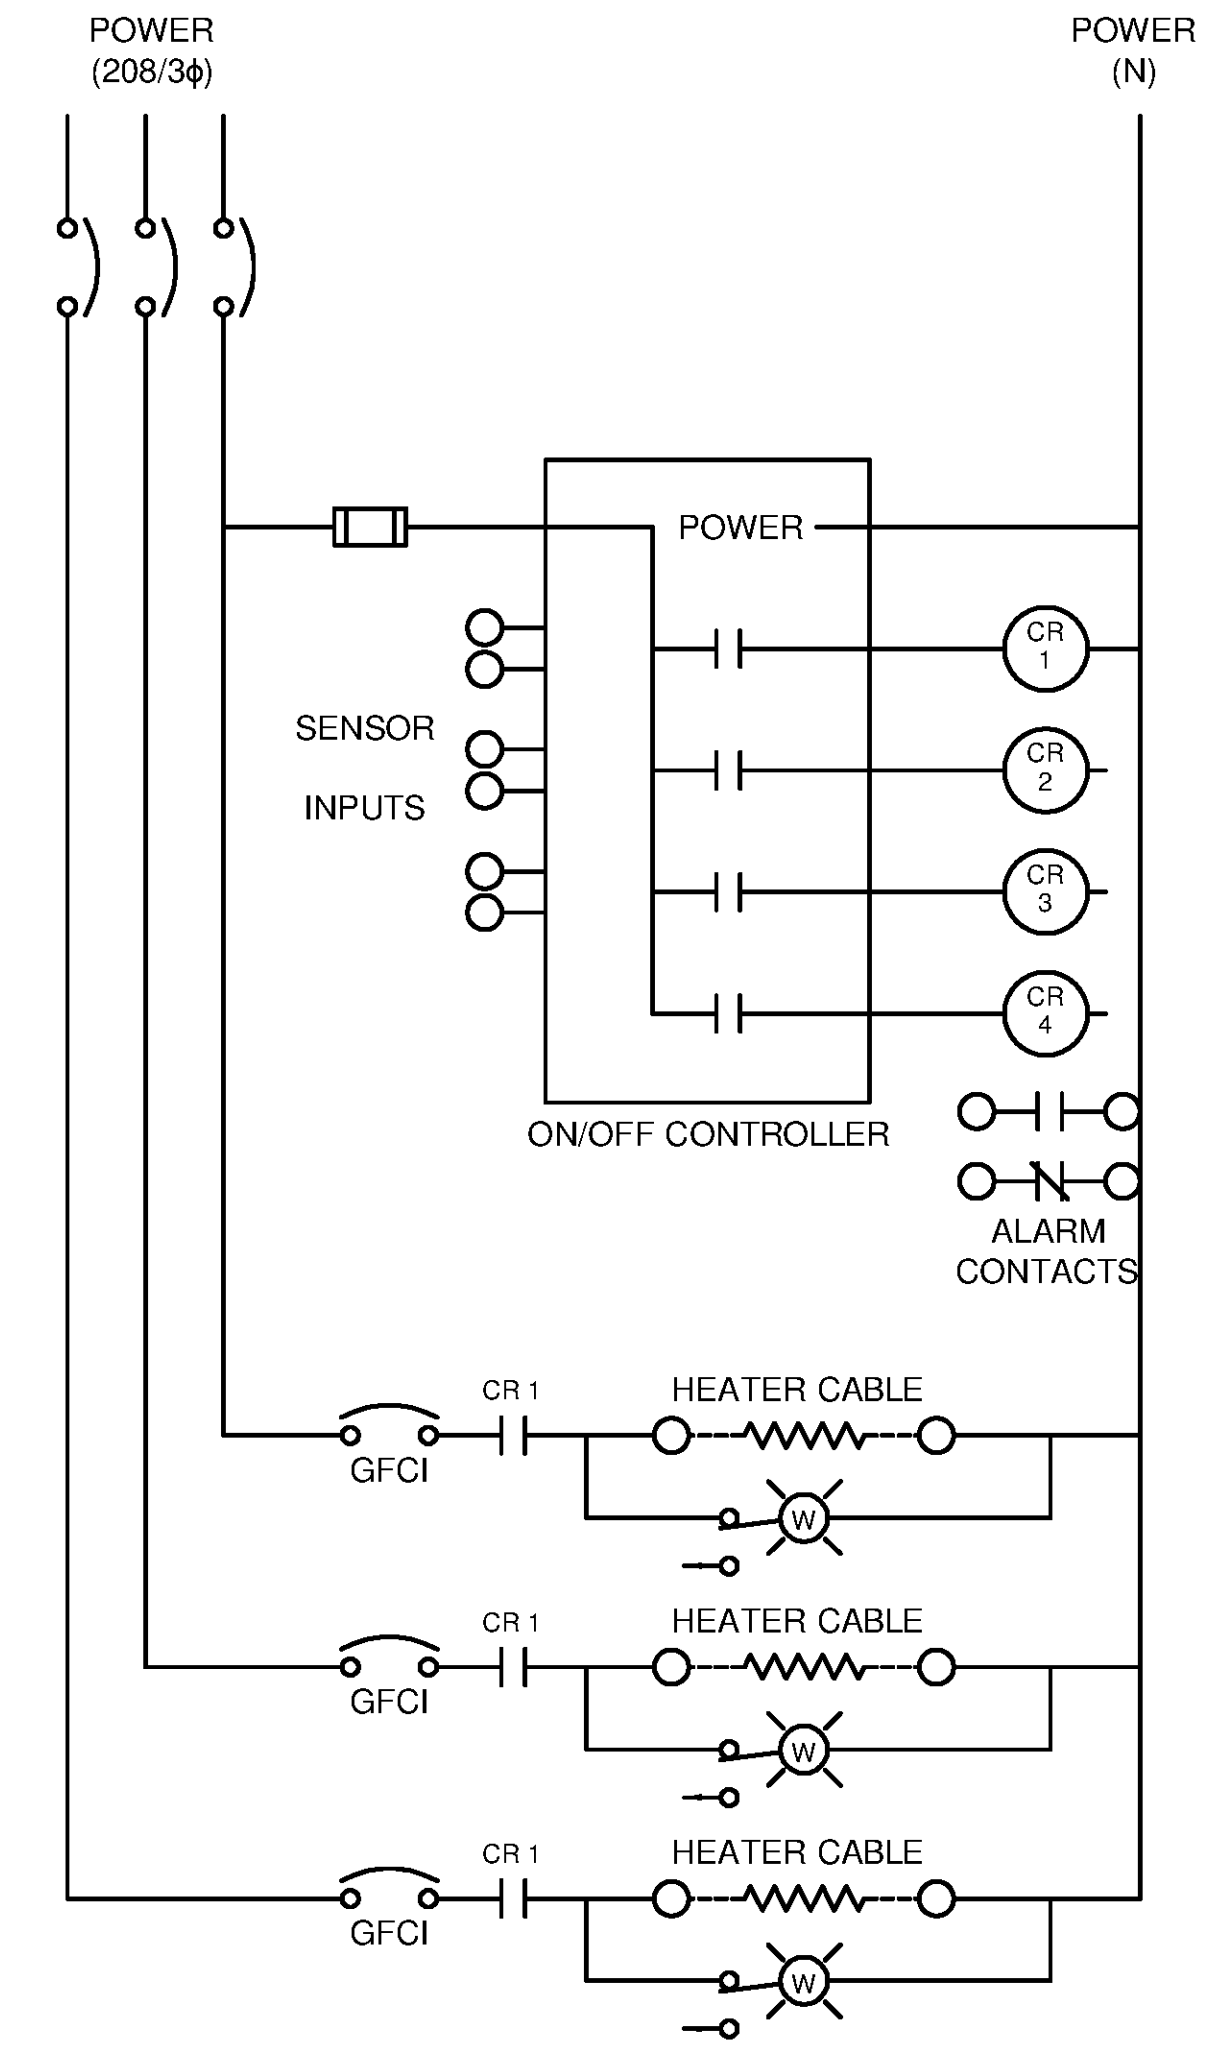 POWER
(208/3ϕ)
POWER
(N)
POWER
CR
1
SENSOR
INPUTS
CR
2
CR
3
CR
4
ON/OFF CONTROLLER
ALARM
CONTACTS
CR 1
HEATER CABLE
GFCI
W
CR 1
HEATER CABLE
GFCI
W
CR 1
HEATER CABLE
GFCI
W